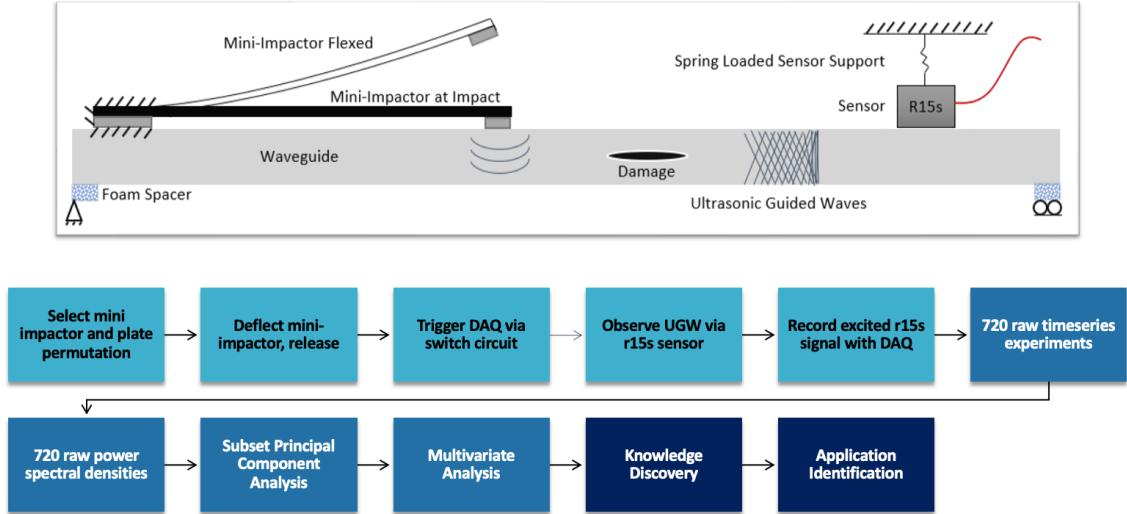 Mini-Impactor Flexed
Spring Loaded Sensor Support
Mini-Impactor at Impact
Sensor
R15s
Waveguide
Damage
Foam Spacer
Ultrasonic Guided Waves
Select mini
impactor and plate
permutation
Deflect mini-
impactor, release
Trigger DAQ via
switch circuit
Observe UGW via
r15s sensor
Record excited r15s
signal with DAQ
720 raw timeseries
experiments
720 raw power
spectral densities
Subset Principal
Component
Analysis
Multivariate
Analysis
Knowledge
Discovery
Application
Identification